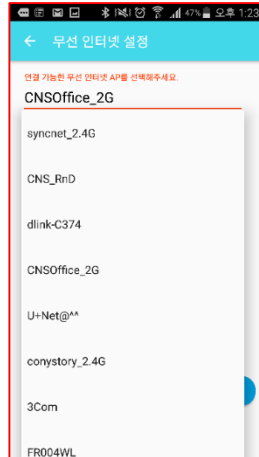 47% 오후 1:23
무선 인터넷 설정
연결 가능한 무선 인터넷 AP를 선택해주세요.
CNSOffice_2G
syncnet_2.4G
CNS_RnD
dlink-C374
CNSOffice_2G
U+Net@^^
conystory_2.4G
3Com
FR004WL